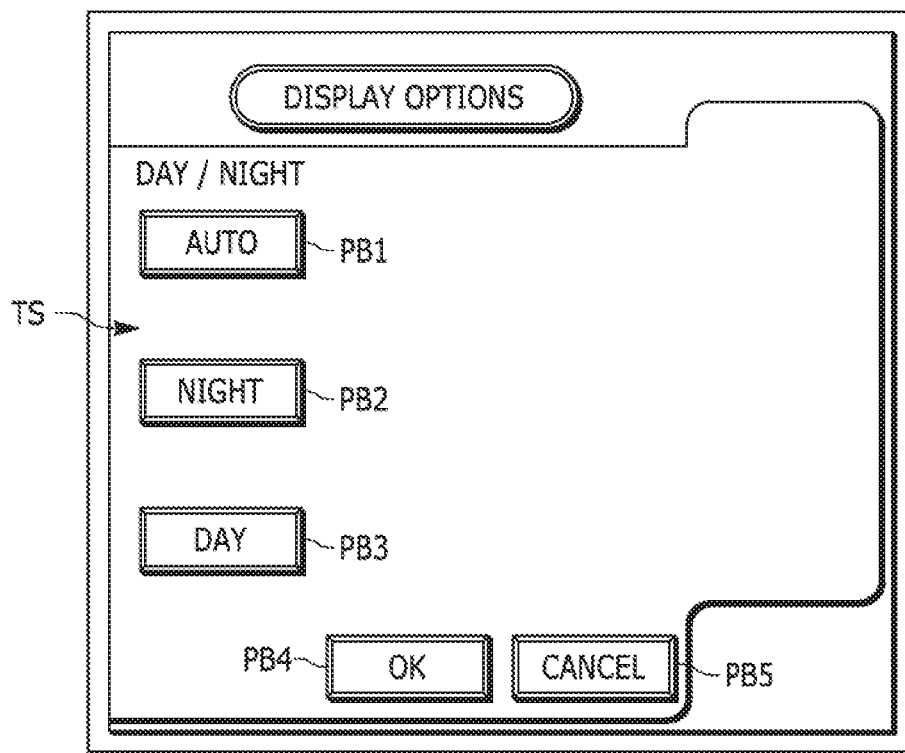 DISPLAY OPTIONS
DAY / NIGHT
AUTO PB1
TS
NIGHT PB2
DAY PB3
PB4 OK CANCEL PB5